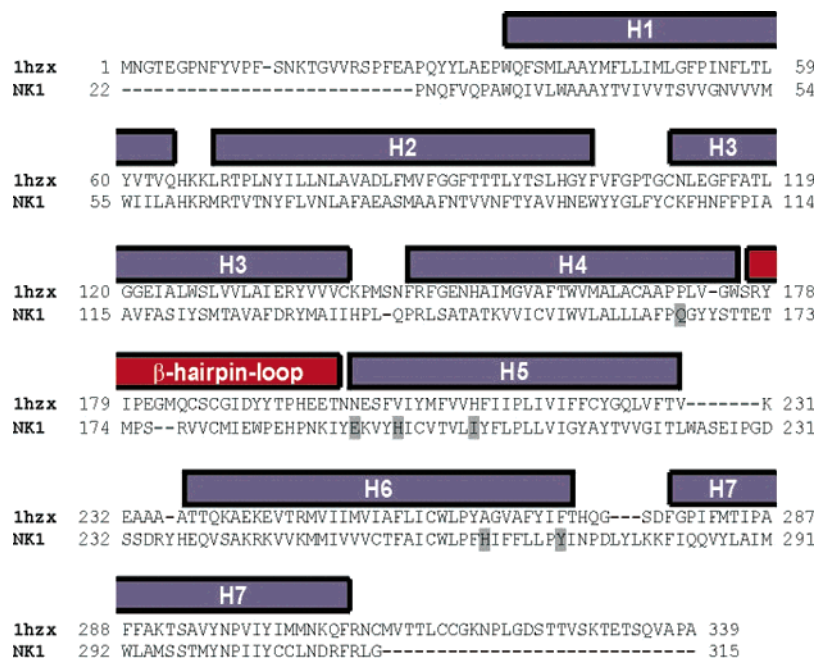 H1
1hzx 1 MNGTEGPNFYVPF-SNKTGVVRSPFEAPQYYLAEPWQFSMLAAYMFLLIMLGFPINFLTL 59
NK1 22 ---------------------------PNQFVQPAWQIVLWAAAYTVIVVTSVVGNVVVM 54
H2 H3
1hzx 60 YVTVQHKKLRTPLNYILLNLAVADLFMVFGGFTTTLYTSLHGYFVFGPTGCNLEGFFATL 119
NK1 55 WIILAHKRMRTVTNYFLVNLAFAEASMAAFNTVVNFTYAVHNEWYYGLFYCKFHNFFPIA 114
H3 H4
1hzx 120 GGEIALWSLVVLAIERYVVVCKPMSNFRFGENHAIMGVAFTWVMALACAAPPLV-GWSRY 178
NK1 115 AVFASIYSMTAVAFDRYMAIIHPL-QPRLSATATKVVICVIWVLALLLAFPQGYYSTTET 173
β-hairpin-loop H5
1hzx 179 IPEGMQCSCGIDYYTPHEETNNESFVIYMFVVHFIIPLIVIFFCYGQLVFTV-------K 231
NK1 174 MPS--RVVCMIEWPEHPNKIYEKVYHICVTVLIYFLPLLVIGYAYTVVGITLWASEIPGD 231
H6 H7
1hzx 232 EAAA-ATTQKAEKEVTRMVIIMVIAFLICWLPYAGVAFYIFTHQG---SDFGPIFMTIPA 287
NK1 232 SSDRYHEQVSAKRKVVKMMIVVVCTFAICWLPFHIFFLLPYINPDLYLKKFIQQVYLAIM 291
H7
1hzx 288 FFAKTSAVYNPVIYIMMNKQFRNCMVTTLCCGKNPLGDSTTVSKTETSQVAPA 339
NK1 292 WLAMSSTMYNPIIYCCLNDRFRLG----------------------------- 315